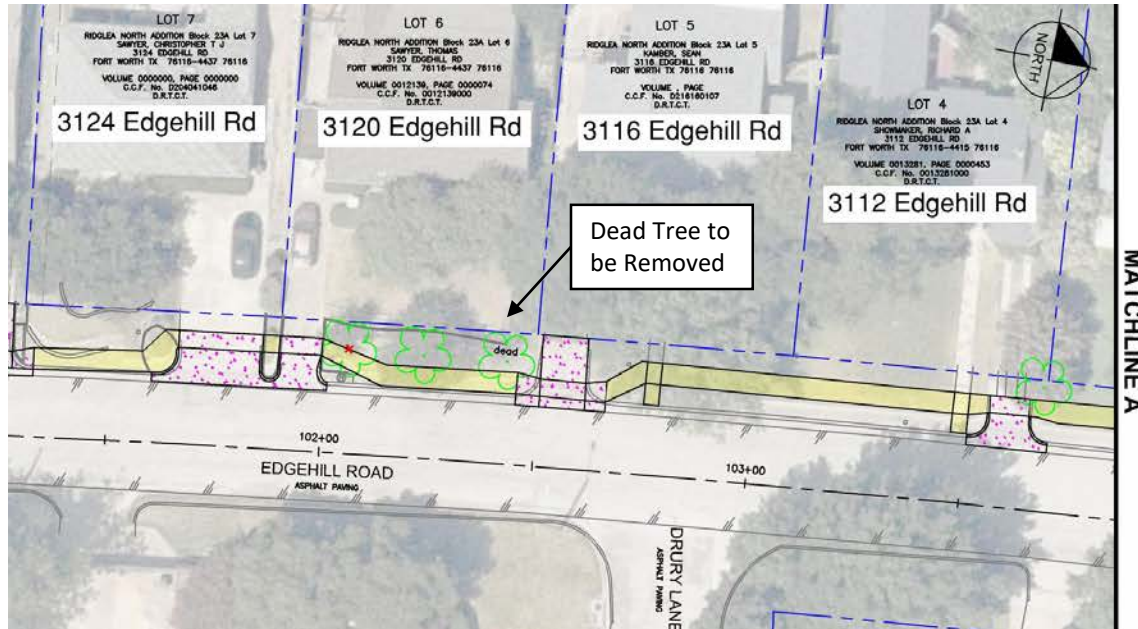 LOT 7
RIDGLEA NORTH ADDITION Block 23A Lot 7
SAWYER, CHRISTOPHER T J
3124 EDGEHILL RD
FORT WORTH TX 76116-4437 76116
VOLUME 0000000, PAGE 0000000
C.C.F. No. D204041046
D.R.T.C.T.
3124 Edgehill Rd
LOT 6
RIDGLEA NORTH ADDITION Block 23A Lot 6
SAWYER, THOMAS
3120 EDGEHILL RD
FORT WORTH TX 76116-4437 76116
VOLUME 0012139, PAGE 0000074
C.C.F. No. 0012139000
D.R.T.C.T.
3120 Edgehill Rd
LOT 5
RIDGLEA NORTH ADDITION Block 23A Lot 5
KAMBER, SEAN
3116 EDGEHILL RD
FORT WORTH TX 76116 76116
VOLUME , PAGE
C.C.F. No. D216160107
D.R.T.C.T.
3116 Edgehill Rd
LOT 4
RIDGLEA NORTH ADDITION Block 23A Lot 4
SHOWMAKER, RICHARD A
3112 EDGEHILL RD
FORT WORTH TX 76116-4415 76116
VOLUME 0013281, PAGE 0000453
C.C.F. No. 0013281000
D.R.T.C.T.
3112 Edgehill Rd
NORTH
Dead Tree to
be Removed
dead
MATCHLINE A
102+00
103+00
EDGEHILL ROAD
ASPHALT PAVING
DRURY LANE
ASPHALT PAVING